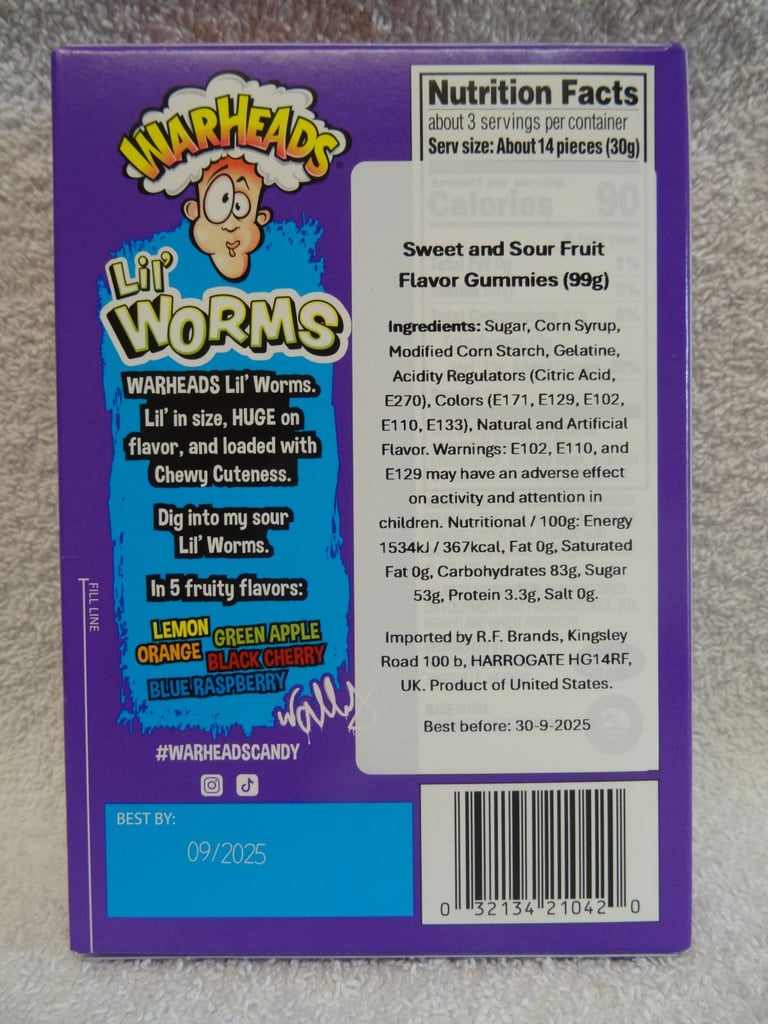 WARHEADS
Lil'
WORMS
WARHEADS Lil' Worms.
Lil' in size, HUGE on
flavor, and loaded with
Chewy Cuteness.
Dig into my sour
Lil' Worms.
In 5 fruity flavors:
LEMON GREEN APPLE
ORANGE BLACK CHERRY
BLUE RASPBERRY
Wally
#WARHEADSCANDY
FILL LINE
BEST BY:
09/2025
Nutrition Facts
about 3 servings per container
Serv size: About 14 pieces (30g)
Amount per serving
Calories 90
Sweet and Sour Fruit
Flavor Gummies (99g)
Ingredients: Sugar, Corn Syrup,
Modified Corn Starch, Gelatine,
Acidity Regulators (Citric Acid,
E270), Colors (E171, E129, E102,
E110, E133), Natural and Artificial
Flavor. Warnings: E102, E110, and
E129 may have an adverse effect
on activity and attention in
children. Nutritional / 100g: Energy
1534kJ / 367kcal, Fat 0g, Saturated
Fat 0g, Carbohydrates 83g, Sugar
53g, Protein 3.3g, Salt 0g.
Imported by R.F. Brands, Kingsley
Road 100 b, HARROGATE HG14RF,
UK. Product of United States.
Best before: 30-9-2025
0 32134 21042 0